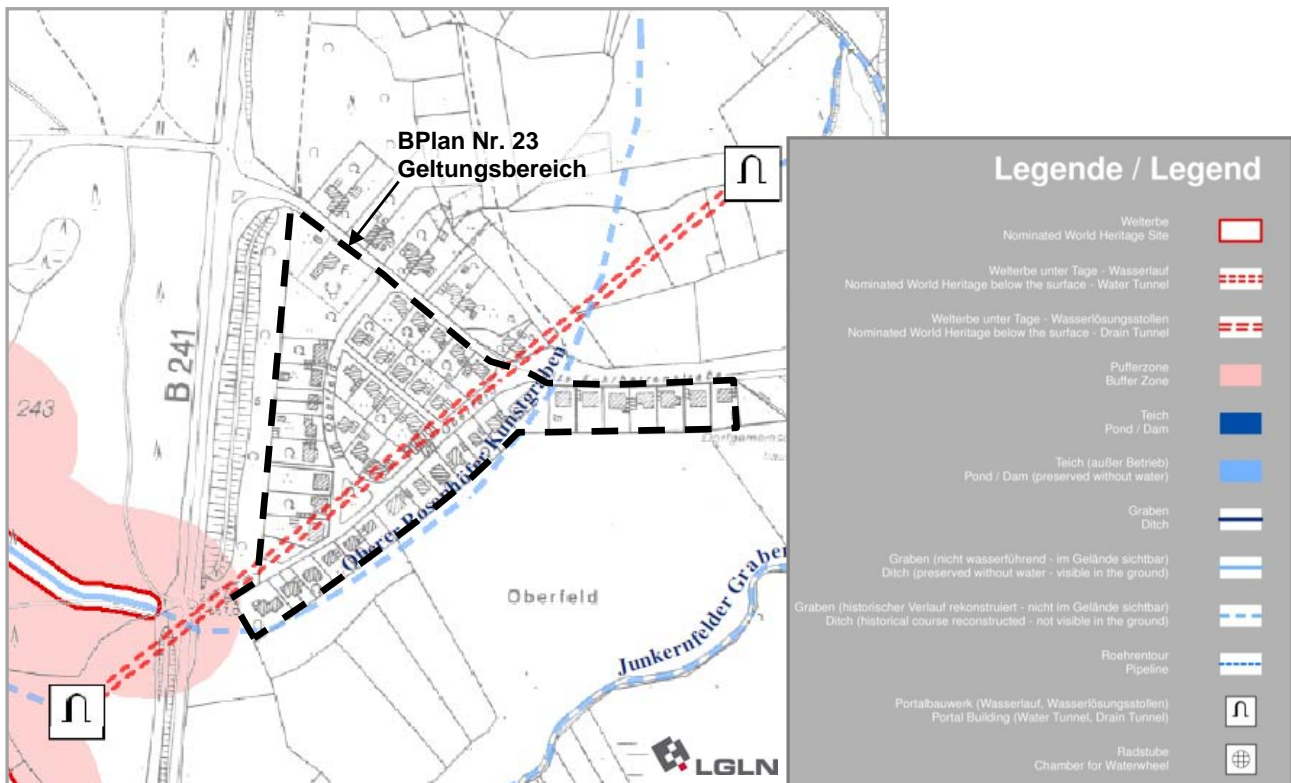 BPlan Nr. 23
Geltungsbereich
B 241
243
Oberer Rosenhöfer Kunstgraben
Oberfeld
Junkernfelder Graben
LGLN
Legende / Legend
Welterbe
Nominated World Heritage Site
Welterbe unter Tage - Wasserlauf
Nominated World Heritage below the surface - Water Tunnel
Welterbe unter Tage - Wasserlösungsstollen
Nominated World Heritage below the surface - Drain Tunnel
Pufferzone
Buffer Zone
Teich
Pond / Dam
Teich (außer Betrieb)
Pond / Dam (preserved without water)
Graben
Ditch
Graben (nicht wasserführend - im Gelände sichtbar)
Ditch (preserved without water - visible in the ground)
Graben (historischer Verlauf rekonstruiert - nicht im Gelände sichtbar)
Ditch (historical course reconstructed - not visible in the ground)
Roehrentour
Pipeline
Portalbauwerk (Wasserlauf, Wasserlösungsstollen)
Portal Building (Water Tunnel, Drain Tunnel)
Radstube
Chamber for Waterwheel